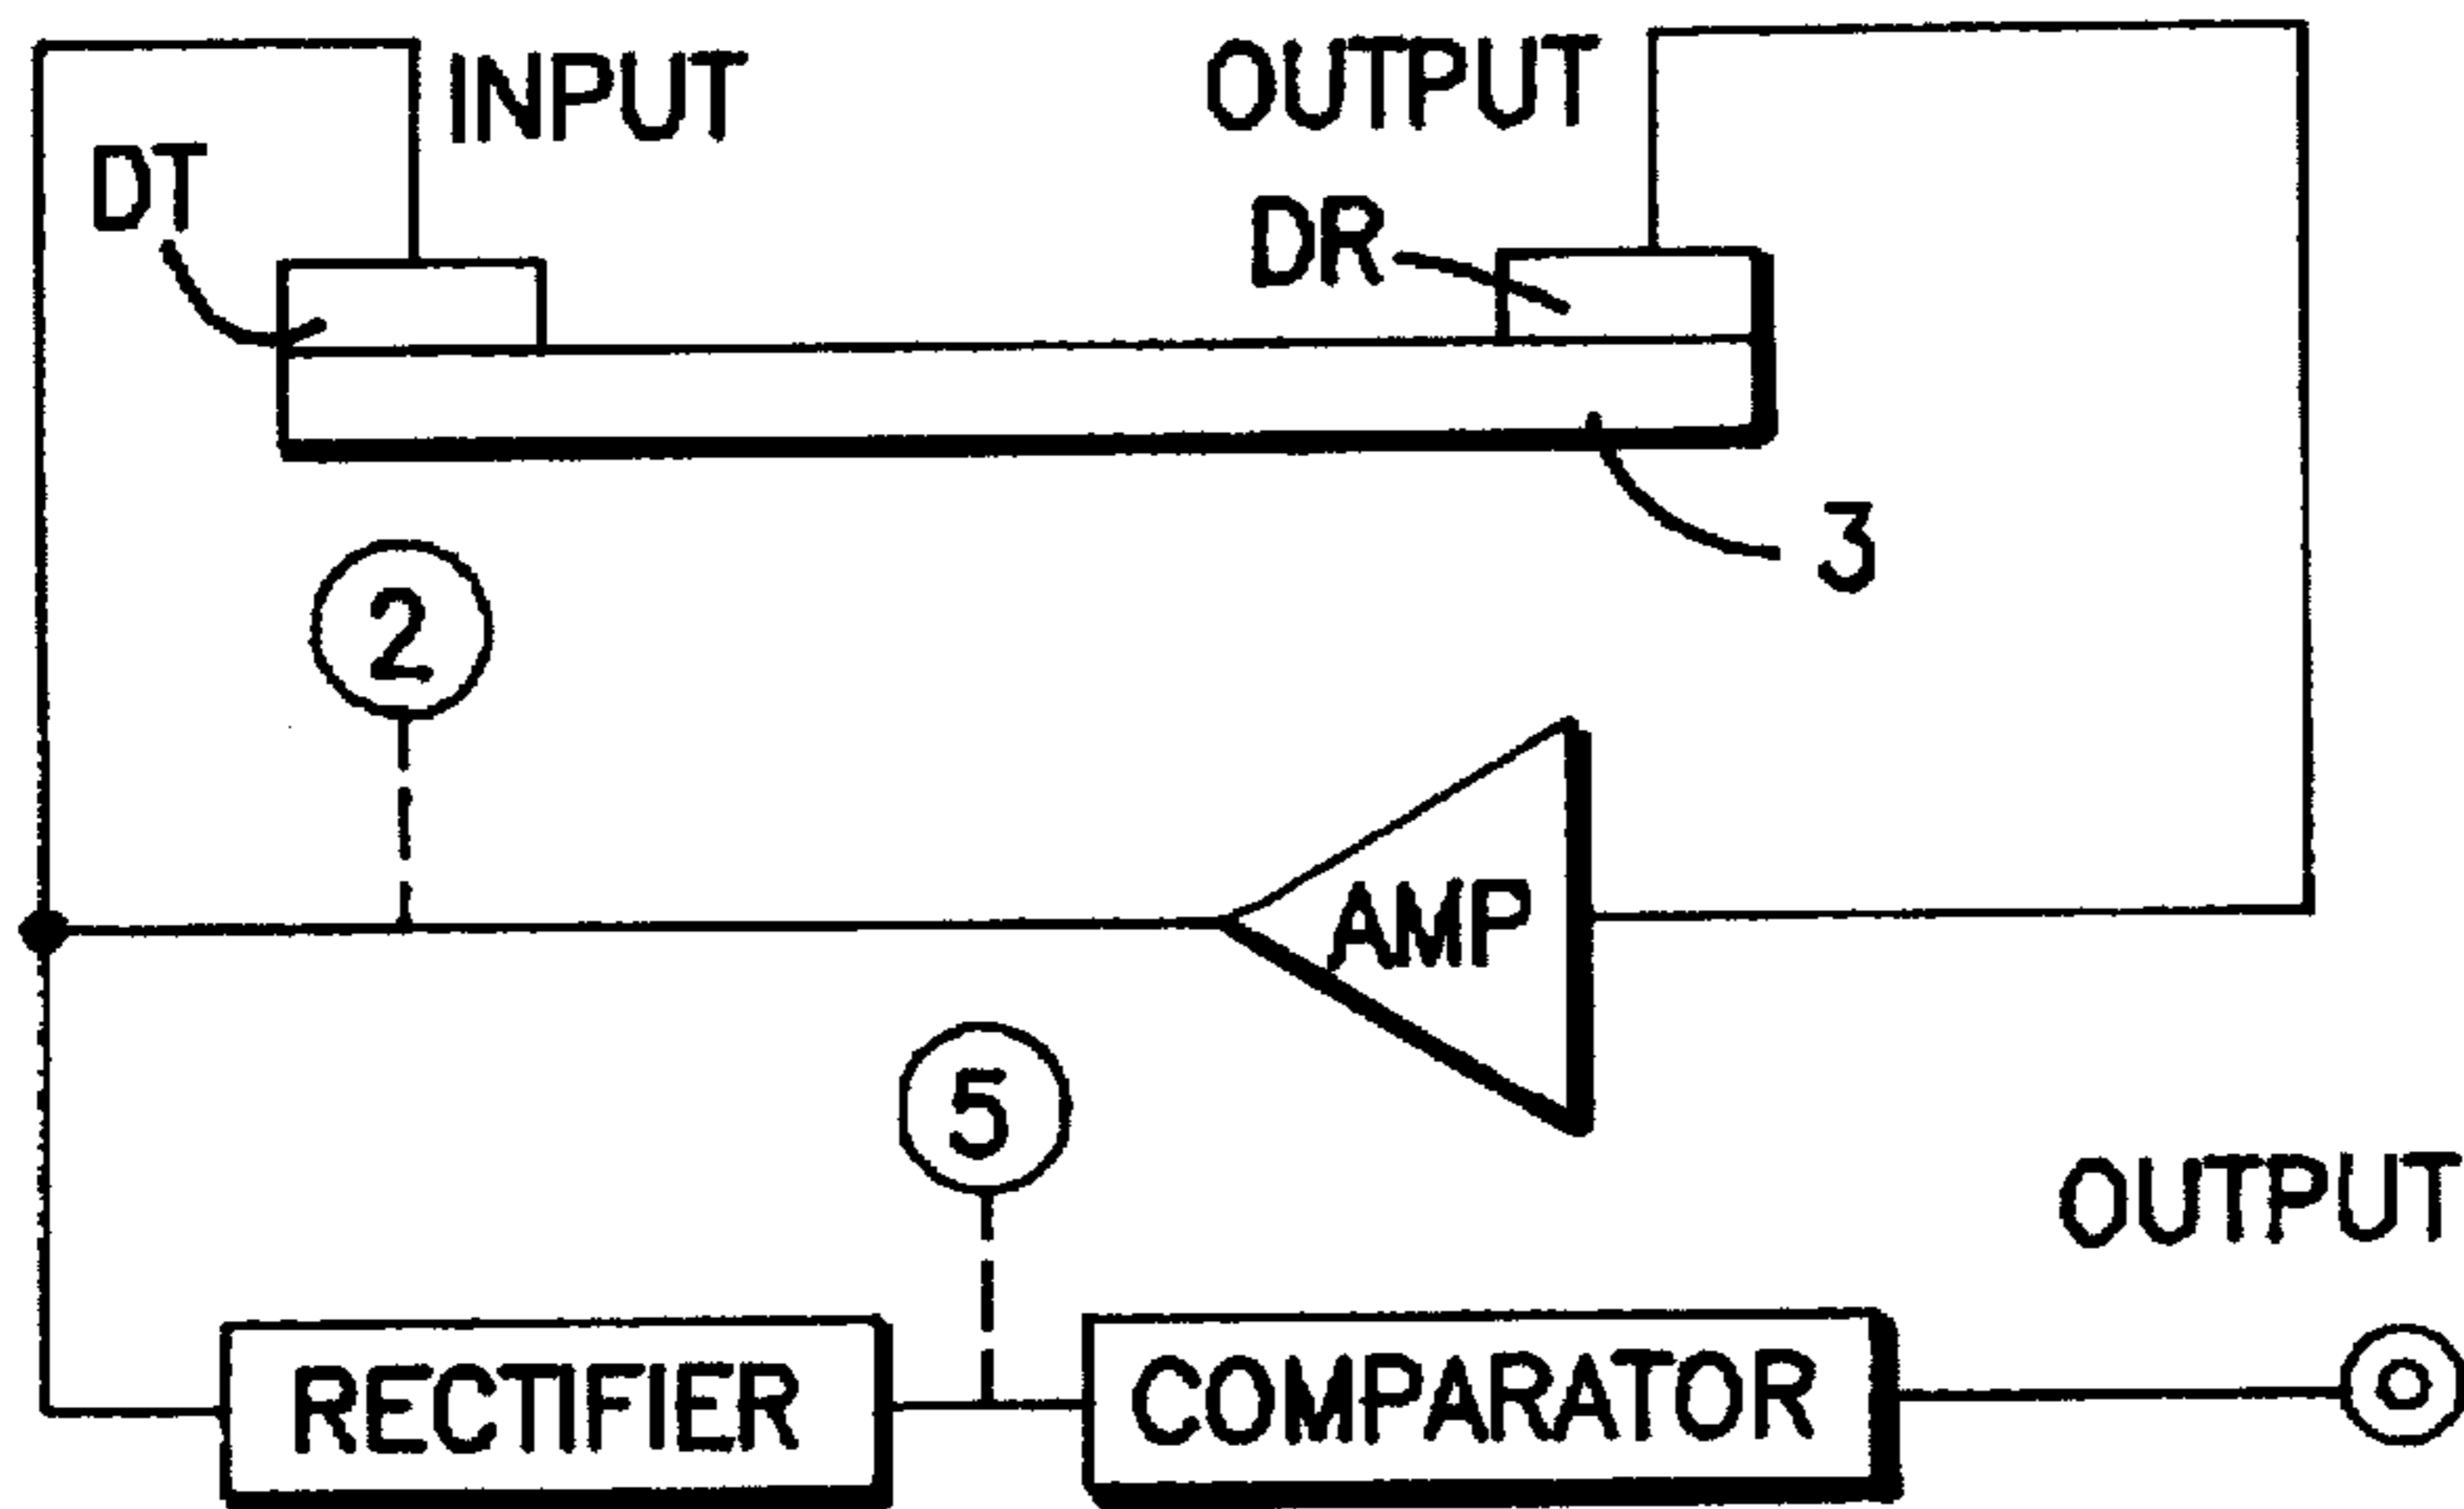 INPUT
OUTPUT
DT
DR
3
2
AMP
5
OUTPUT
RECTIFIER
COMPARATOR